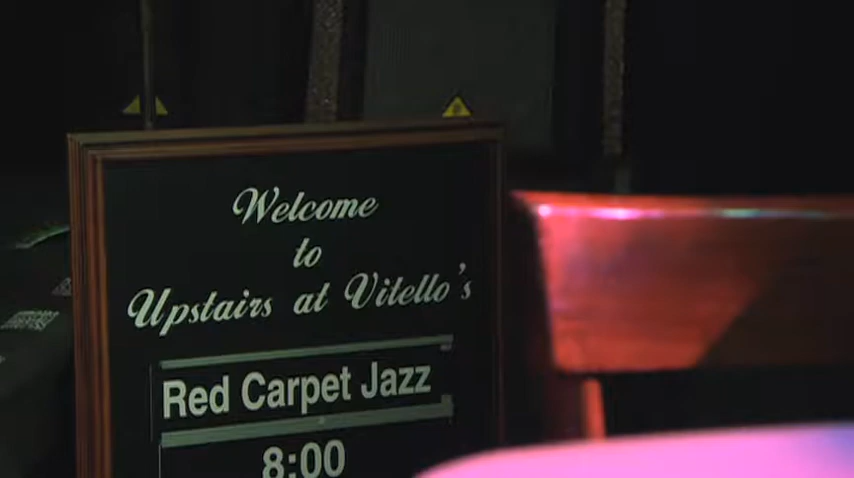 Welcome
to
Upstairs at Vitello's
Red Carpet Jazz
8:00